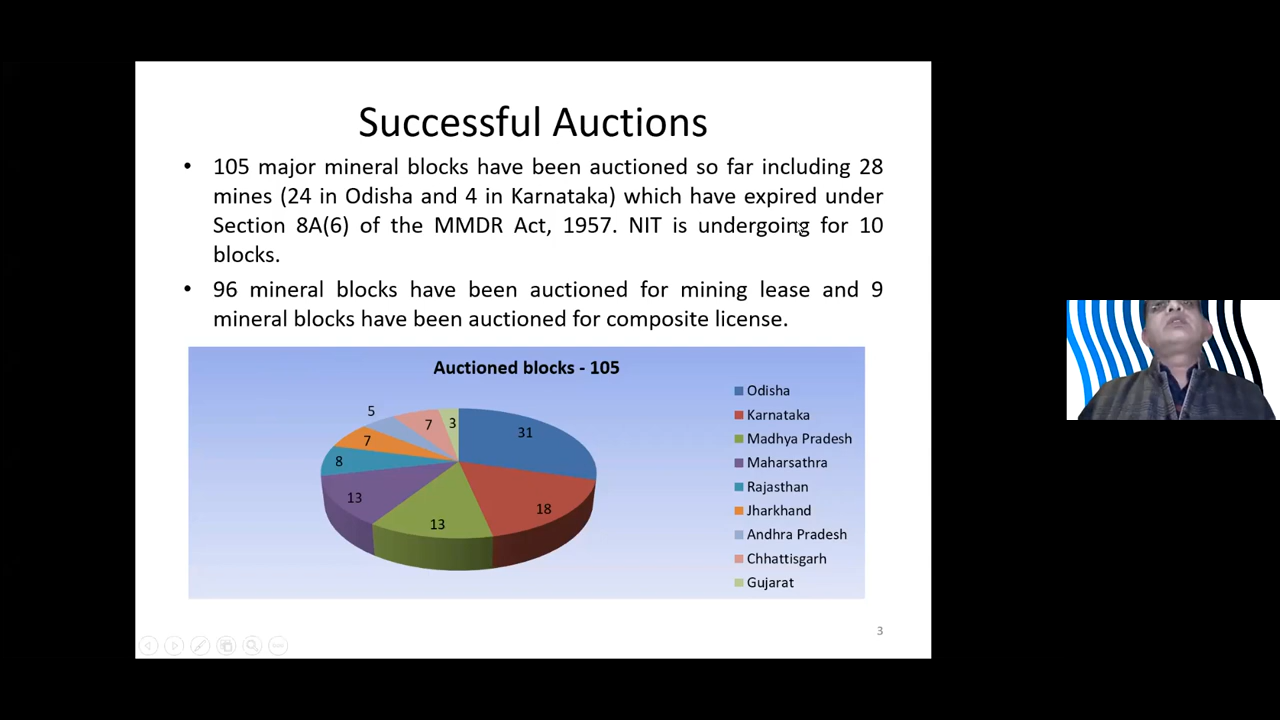 Successful Auctions
• 105 major mineral blocks have been auctioned so far including 28
mines (24 in Odisha and 4 in Karnataka) which have expired under
Section 8A(6) of the MMDR Act, 1957. NIT is undergoing for 10
blocks.
• 96 mineral blocks have been auctioned for mining lease and 9
mineral blocks have been auctioned for composite license.
Auctioned blocks - 105
31
18
13
13
8
7
5
7
3
Odisha
Karnataka
Madhya Pradesh
Maharsathra
Rajasthan
Jharkhand
Andhra Pradesh
Chhattisgarh
Gujarat
3